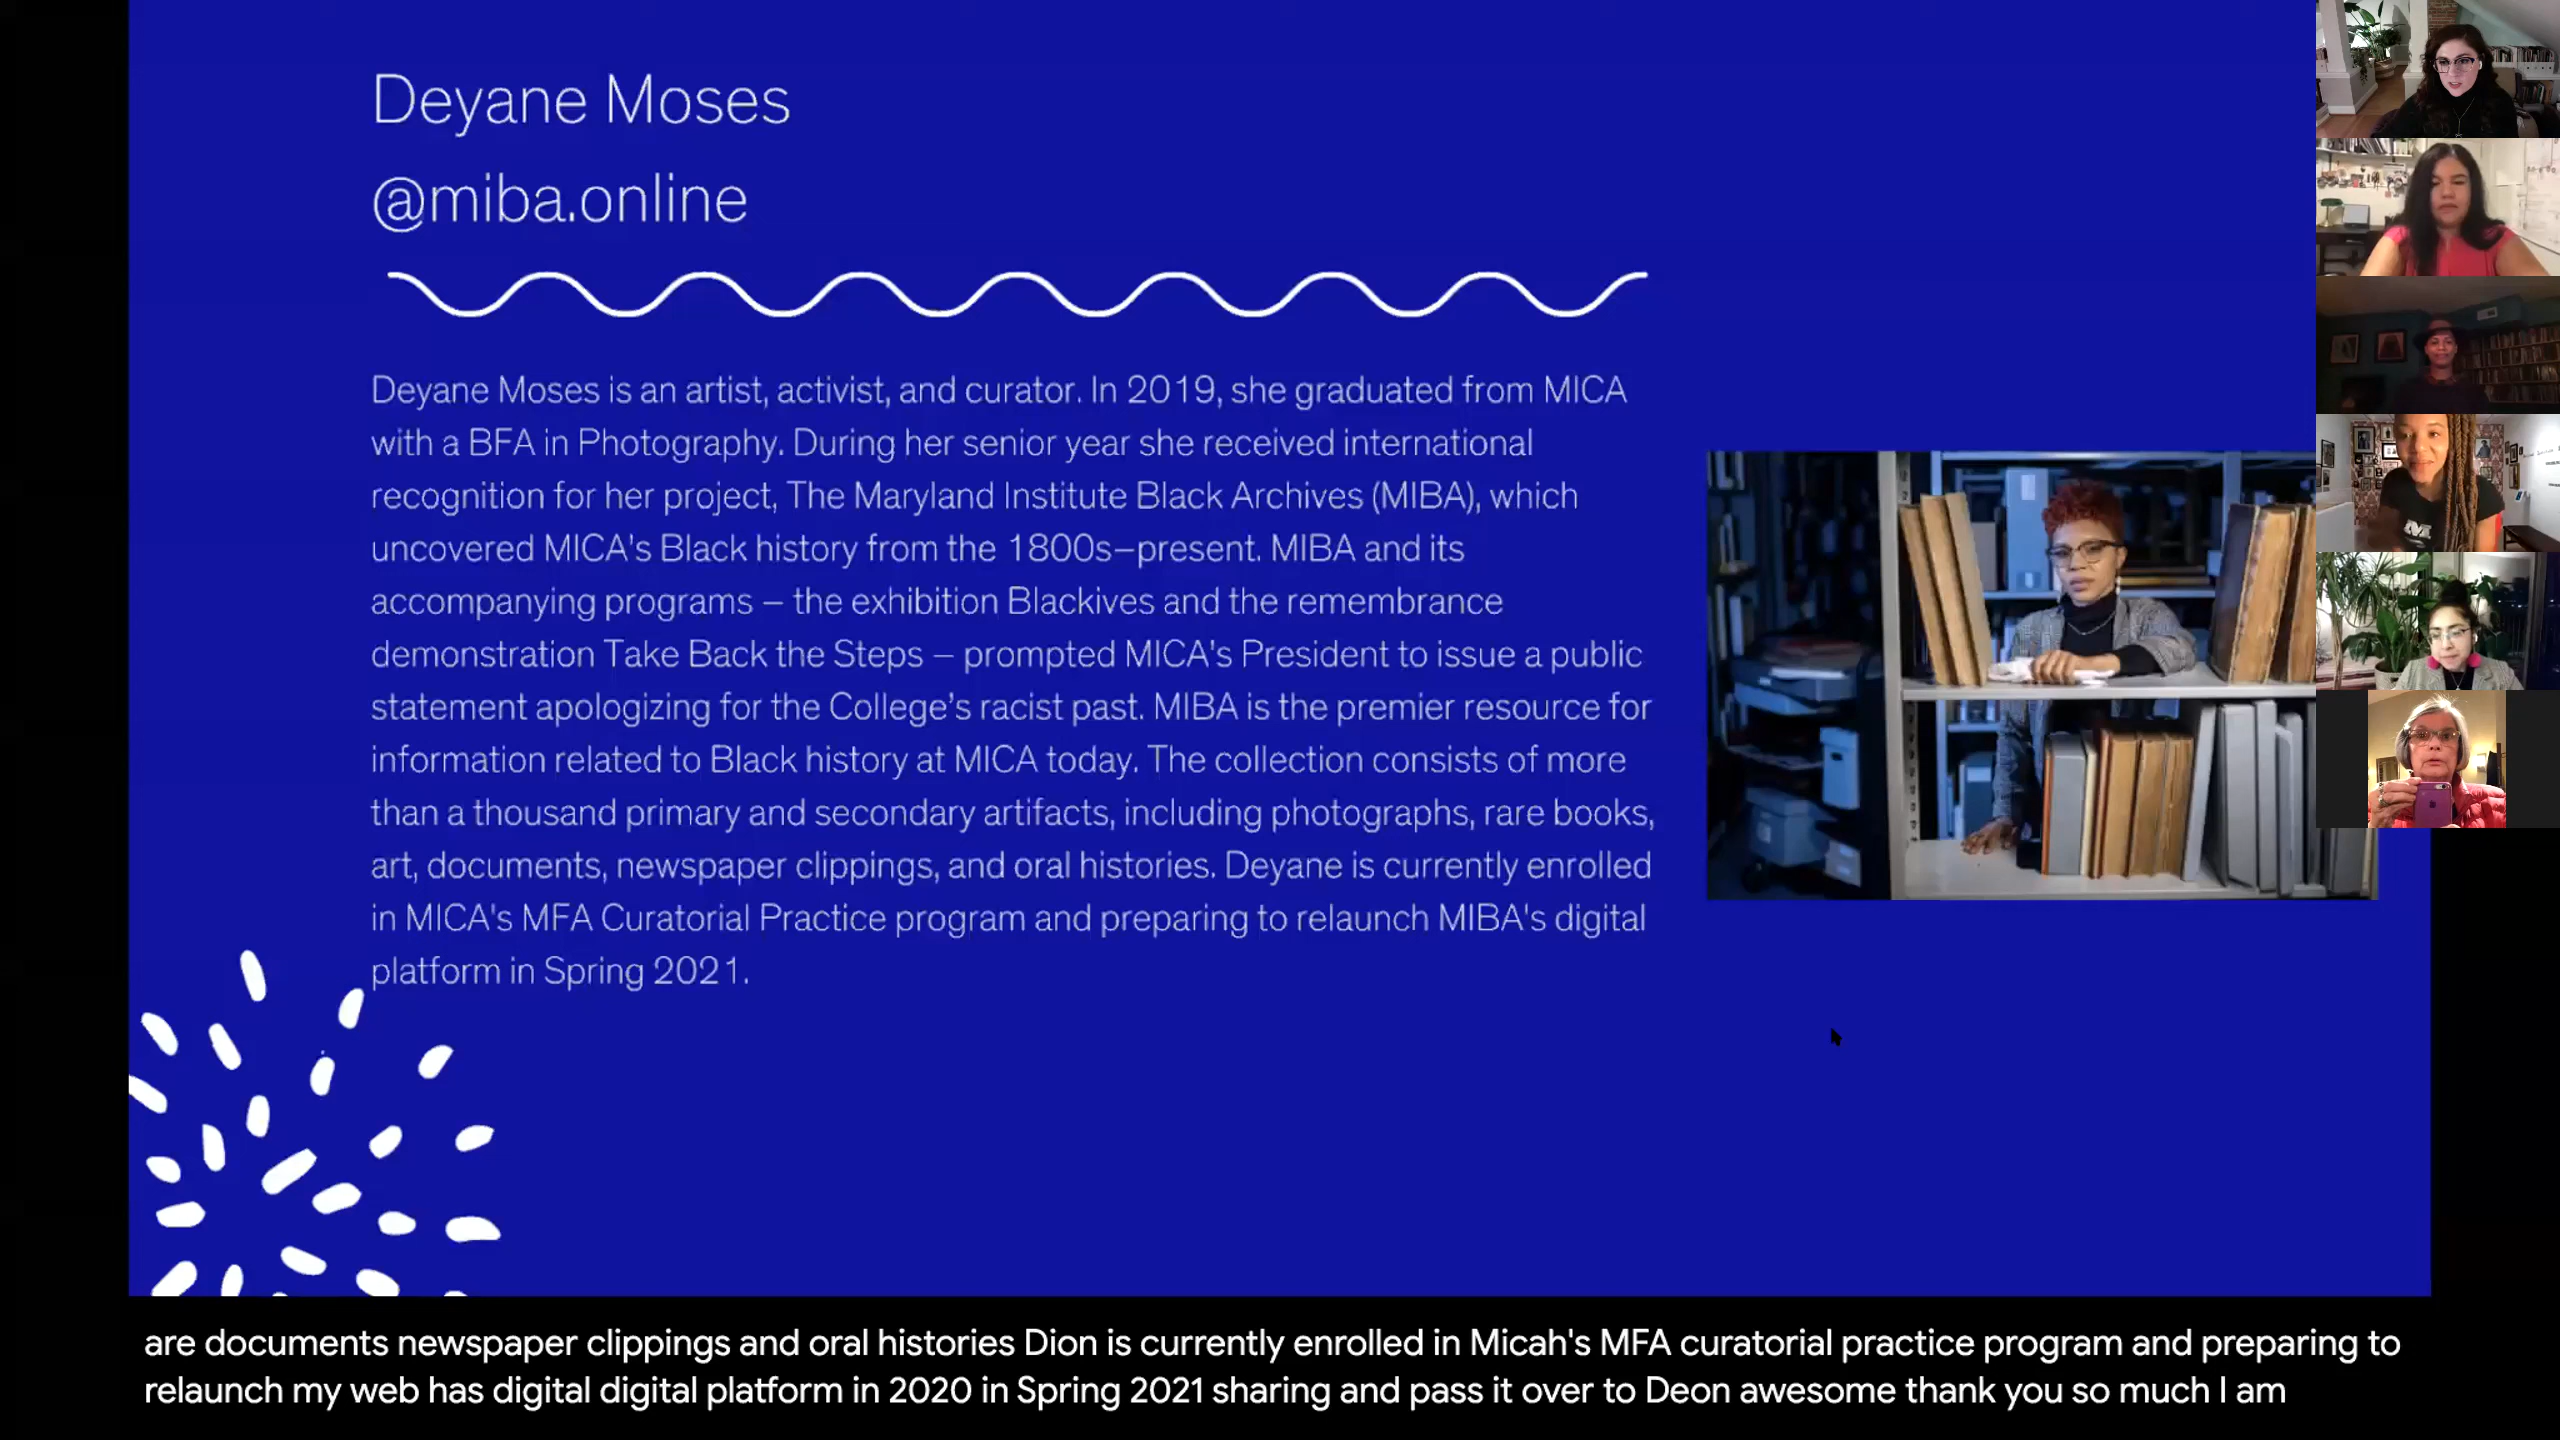 Deyane Moses
@miba.online
Deyane Moses is an artist, activist, and curator. In 2019, she graduated from MICA
with a BFA in Photography. During her senior year she received international
recognition for her project, The Maryland Institute Black Archives (MIBA), which
uncovered MICA's Black history from the 1800s–present. MIBA and its
accompanying programs – the exhibition Blackives and the remembrance
demonstration Take Back the Steps – prompted MICA's President to issue a public
statement apologizing for the College’s racist past. MIBA is the premier resource for
information related to Black history at MICA today. The collection consists of more
than a thousand primary and secondary artifacts, including photographs, rare books,
art, documents, newspaper clippings, and oral histories. Deyane is currently enrolled
in MICA's MFA Curatorial Practice program and preparing to relaunch MIBA's digital
platform in Spring 2021.
are documents newspaper clippings and oral histories Dion is currently enrolled in Micah's MFA curatorial practice program and preparing to
relaunch my web has digital digital platform in 2020 in Spring 2021 sharing and pass it over to Deon awesome thank you so much I am